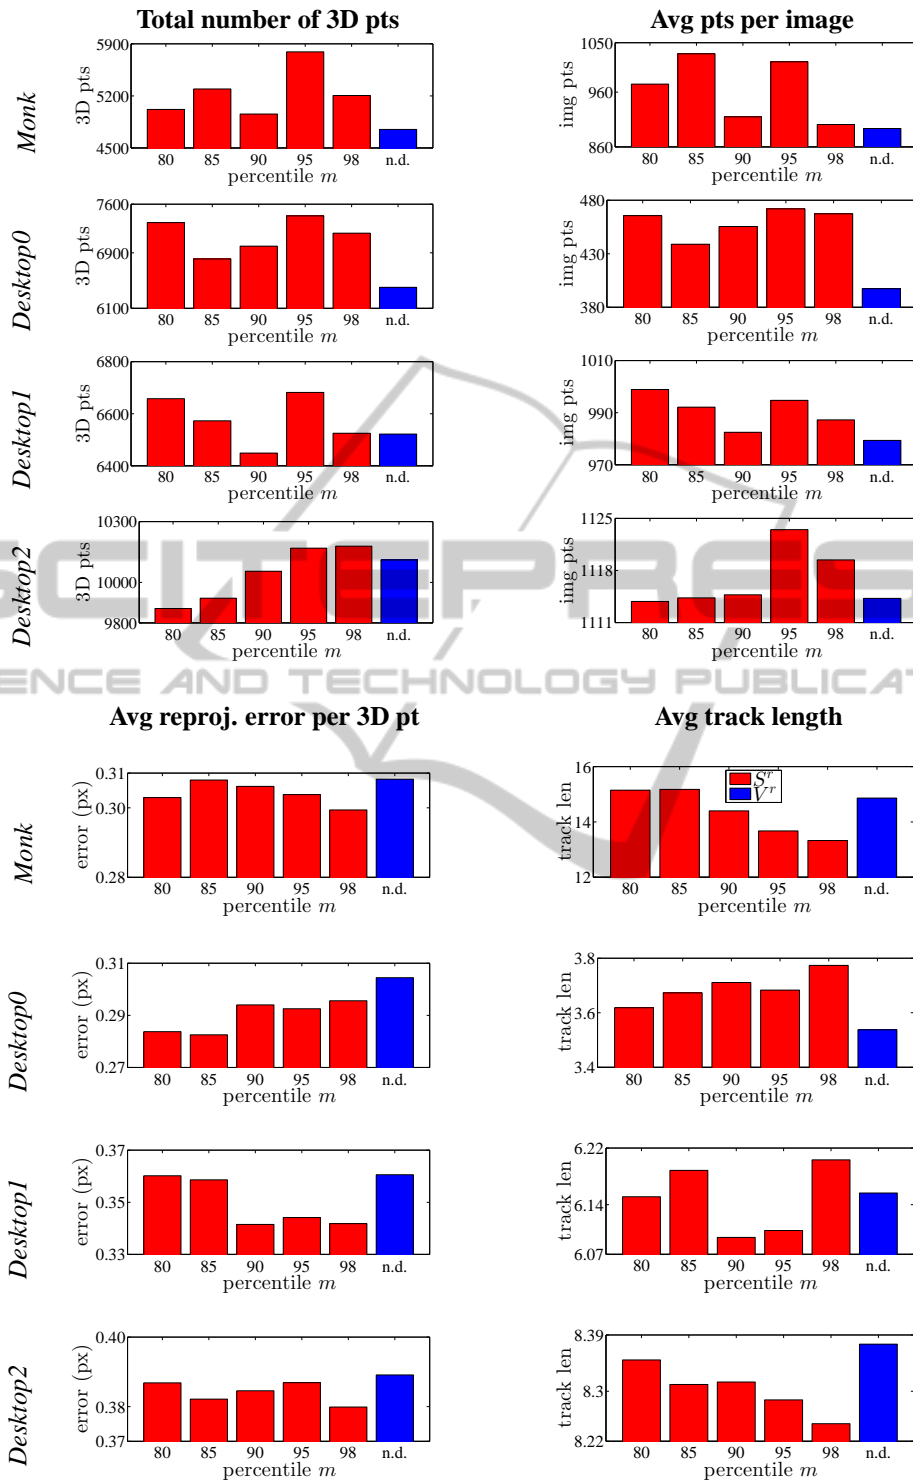 Total number of 3D pts
Avg pts per image
Monk
3D pts
5900
5200
4500
80 85 90 95 98 n.d.
percentile m
img pts
1050
960
860
80 85 90 95 98 n.d.
percentile m
Desktop0
3D pts
7600
6900
6100
80 85 90 95 98 n.d.
percentile m
img pts
480
430
380
80 85 90 95 98 n.d.
percentile m
Desktop1
3D pts
6800
6600
6400
80 85 90 95 98 n.d.
percentile m
img pts
1010
990
970
80 85 90 95 98 n.d.
percentile m
Desktop2
3D pts
10300
10000
9800
80 85 90 95 98 n.d.
percentile m
img pts
1125
1118
1111
80 85 90 95 98 n.d.
percentile m
SCITEPRES
ENCE AND TECHNOLOGY PUBLICAT
Avg reproj. error per 3D pt
Avg track length
Monk
error (px)
0.31
0.30
0.28
80 85 90 95 98 n.d.
percentile m
track len
16
14
12
S^r
V^r
80 85 90 95 98 n.d.
percentile m
Desktop0
error (px)
0.31
0.29
0.27
80 85 90 95 98 n.d.
percentile m
track len
3.8
3.6
3.4
80 85 90 95 98 n.d.
percentile m
Desktop1
error (px)
0.37
0.35
0.33
80 85 90 95 98 n.d.
percentile m
track len
6.22
6.14
6.07
80 85 90 95 98 n.d.
percentile m
Desktop2
error (px)
0.40
0.38
0.37
80 85 90 95 98 n.d.
percentile m
track len
8.39
8.3
8.22
80 85 90 95 98 n.d.
percentile m